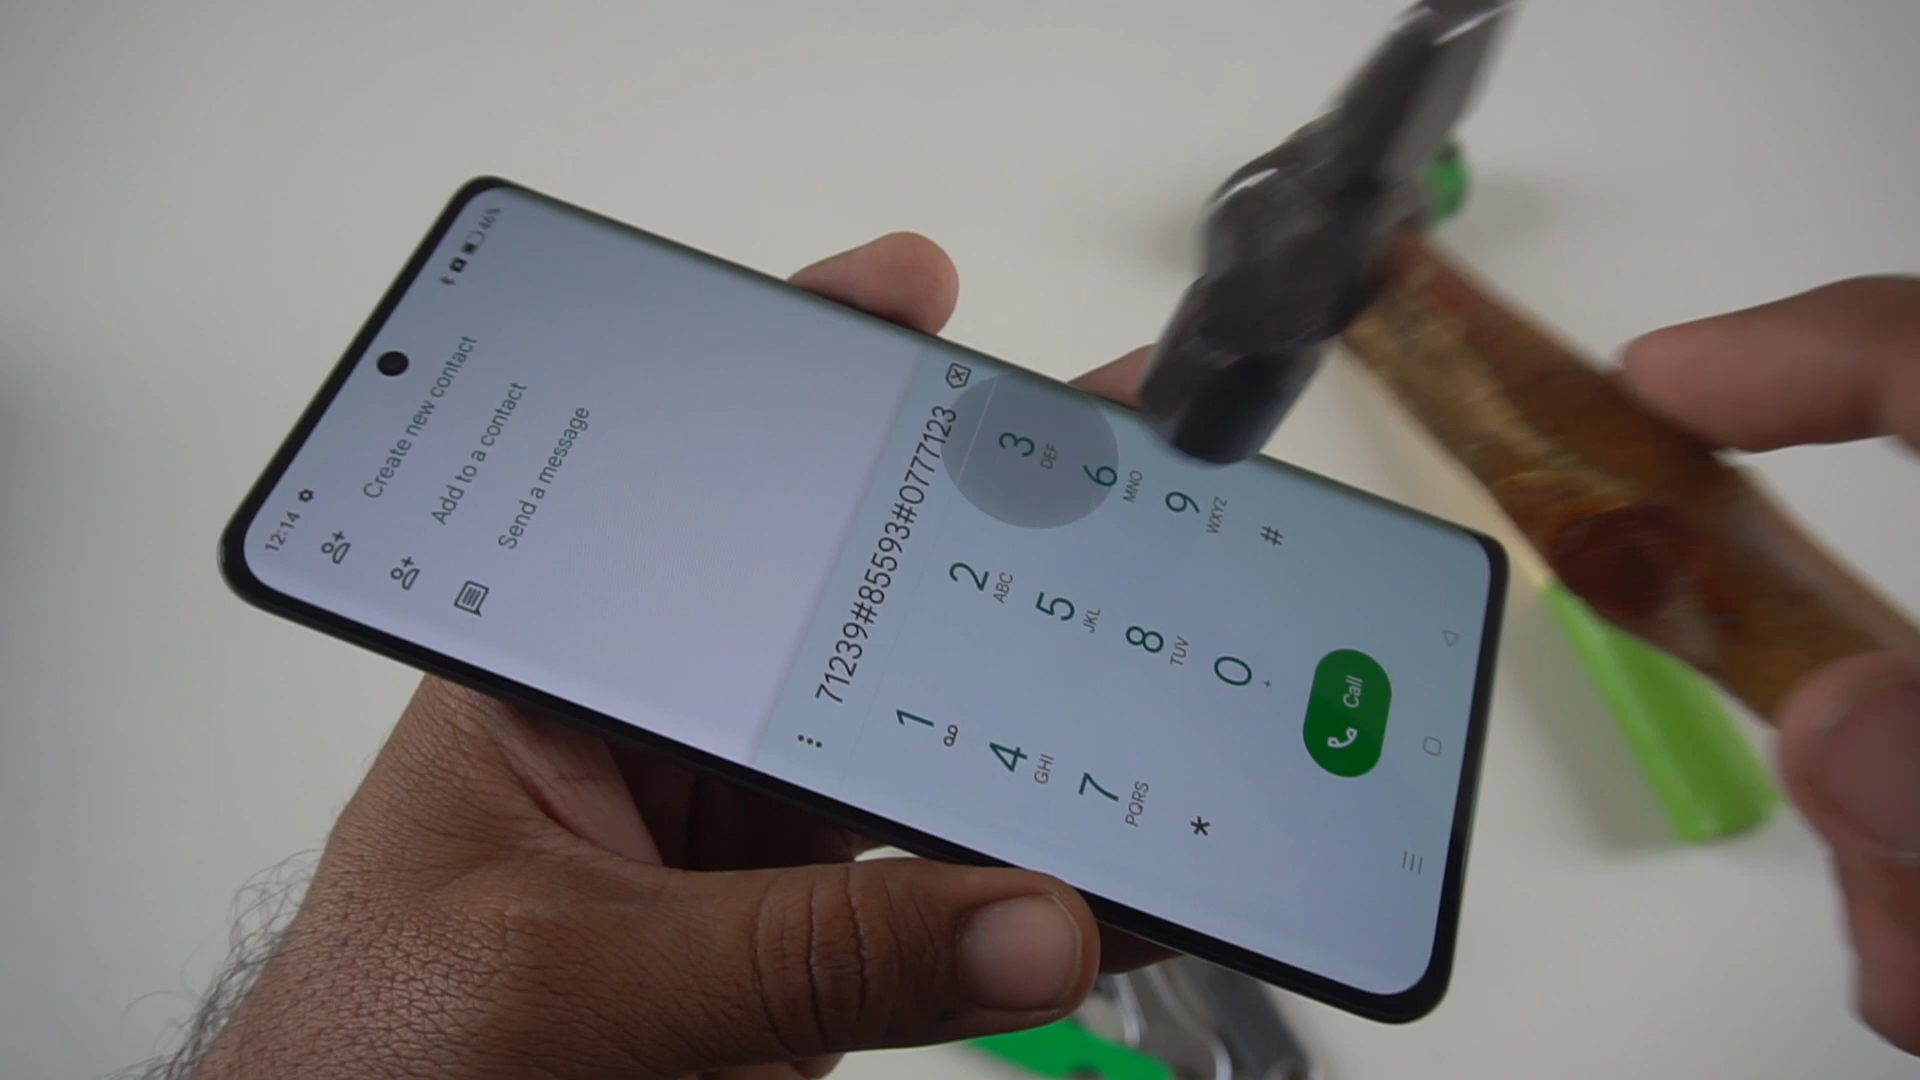 12:14
46%
Create new contact
Add to a contact
Send a message
71239#85593#0777123
1
2 ABC
3 DEF
4 GHI
5 JKL
6 MNO
7 PQRS
8 TUV
9 WXYZ
*
0 +
#
Call